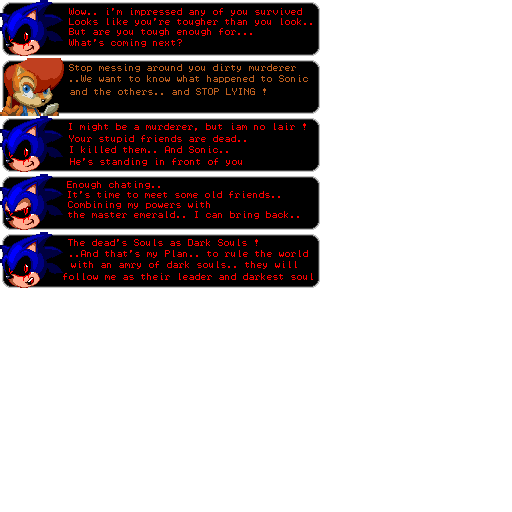 Wow.. i'm impressed any of you survived
Looks like you're tougher than you look..
But are you tough enough for...
What's coming next?
Stop messing around you dirty murderer
..We want to know what happened to Sonic
and the others.. and STOP LYING !
I might be a murderer, but iam no lair !
Your stupid friends are dead..
I killed them.. And Sonic..
He's standing in front of you
Enough chating..
It's time to meet some old friends..
Combining my powers with
the master emerald.. I can bring back..
The dead's Souls as Dark Souls !
..And that's my Plan.. to rule the world
with an amry of dark souls.. they will
follow me as their leader and darkest soul